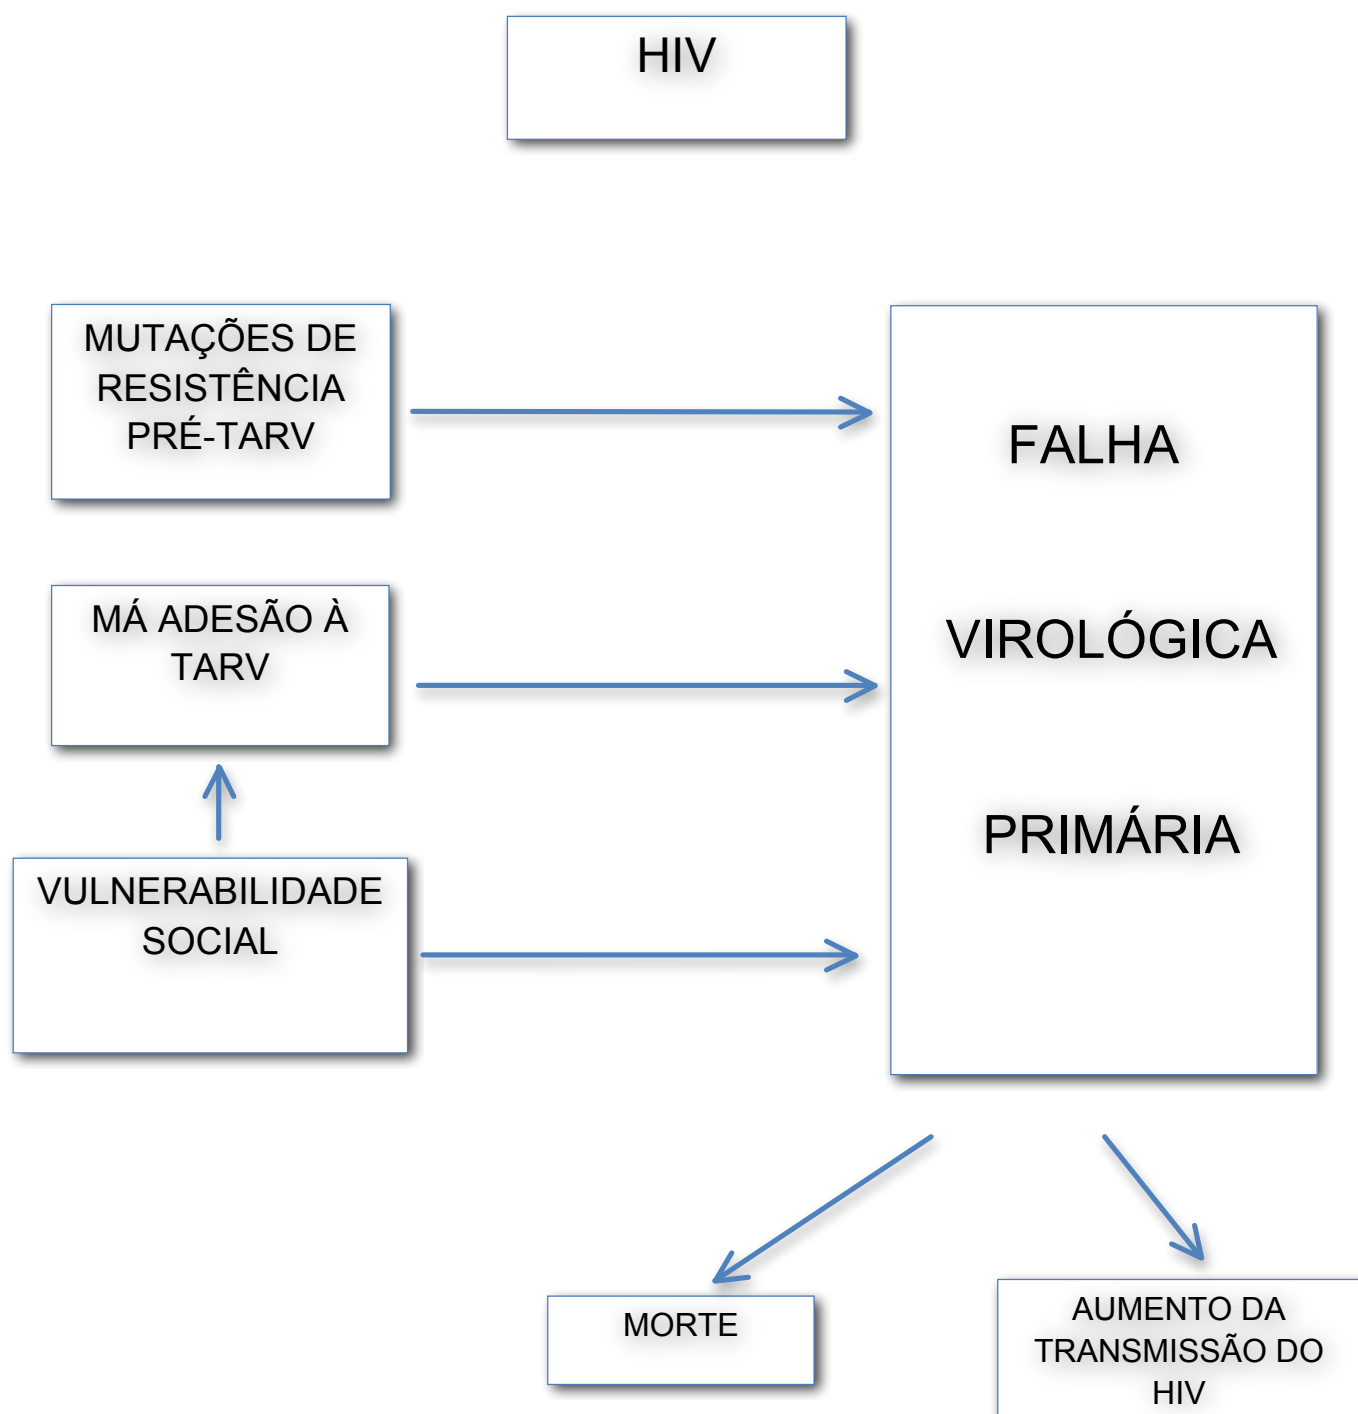 HIV
MUTAÇÕES DE
RESISTÊNCIA
PRÉ-TARV
FALHA
VIROLÓGICA
PRIMÁRIA
MÁ ADESÃO À
TARV
VULNERABILIDADE
SOCIAL
MORTE
AUMENTO DA
TRANSMISSÃO DO
HIV